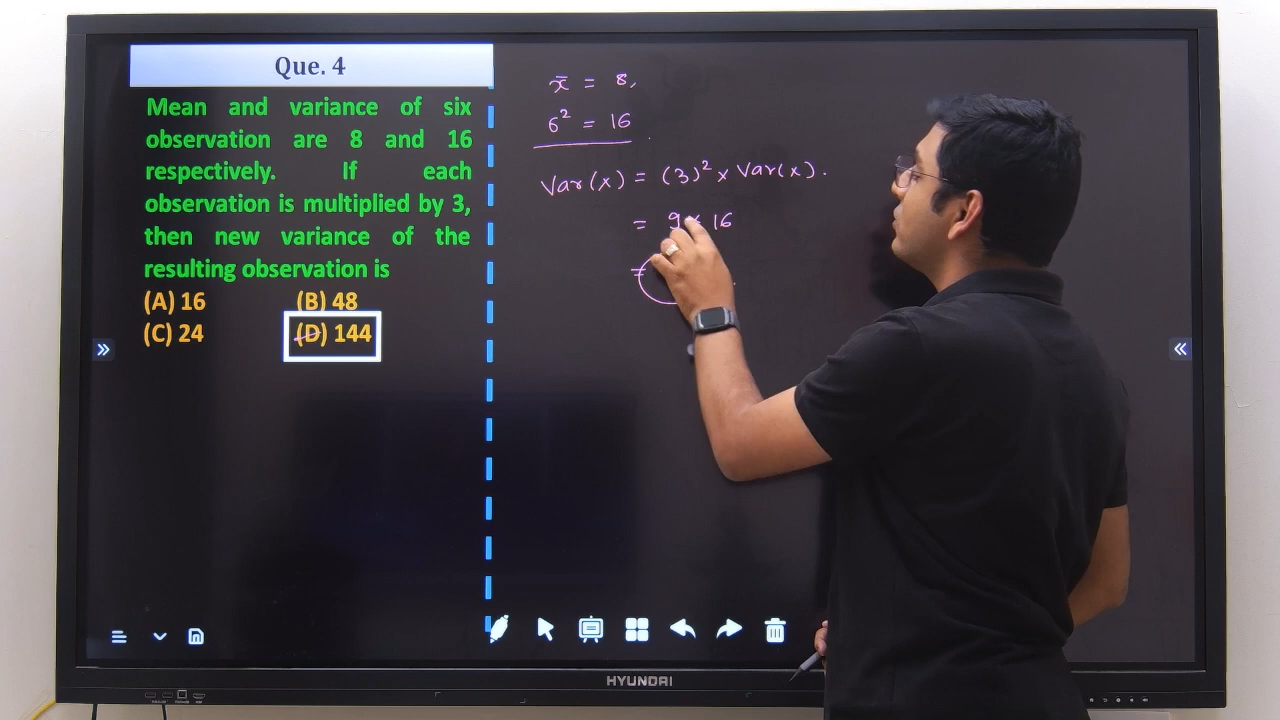 Que. 4
Mean and variance of six
observation are 8 and 16
respectively. If each
observation is multiplied by 3,
then new variance of the
resulting observation is
(A) 16 (B) 48
(C) 24 (D) 144
x̄ = 8,
6² = 16
Var(x) = (3)² x Var(x).
= 9 x 16
=
HYUNDAI